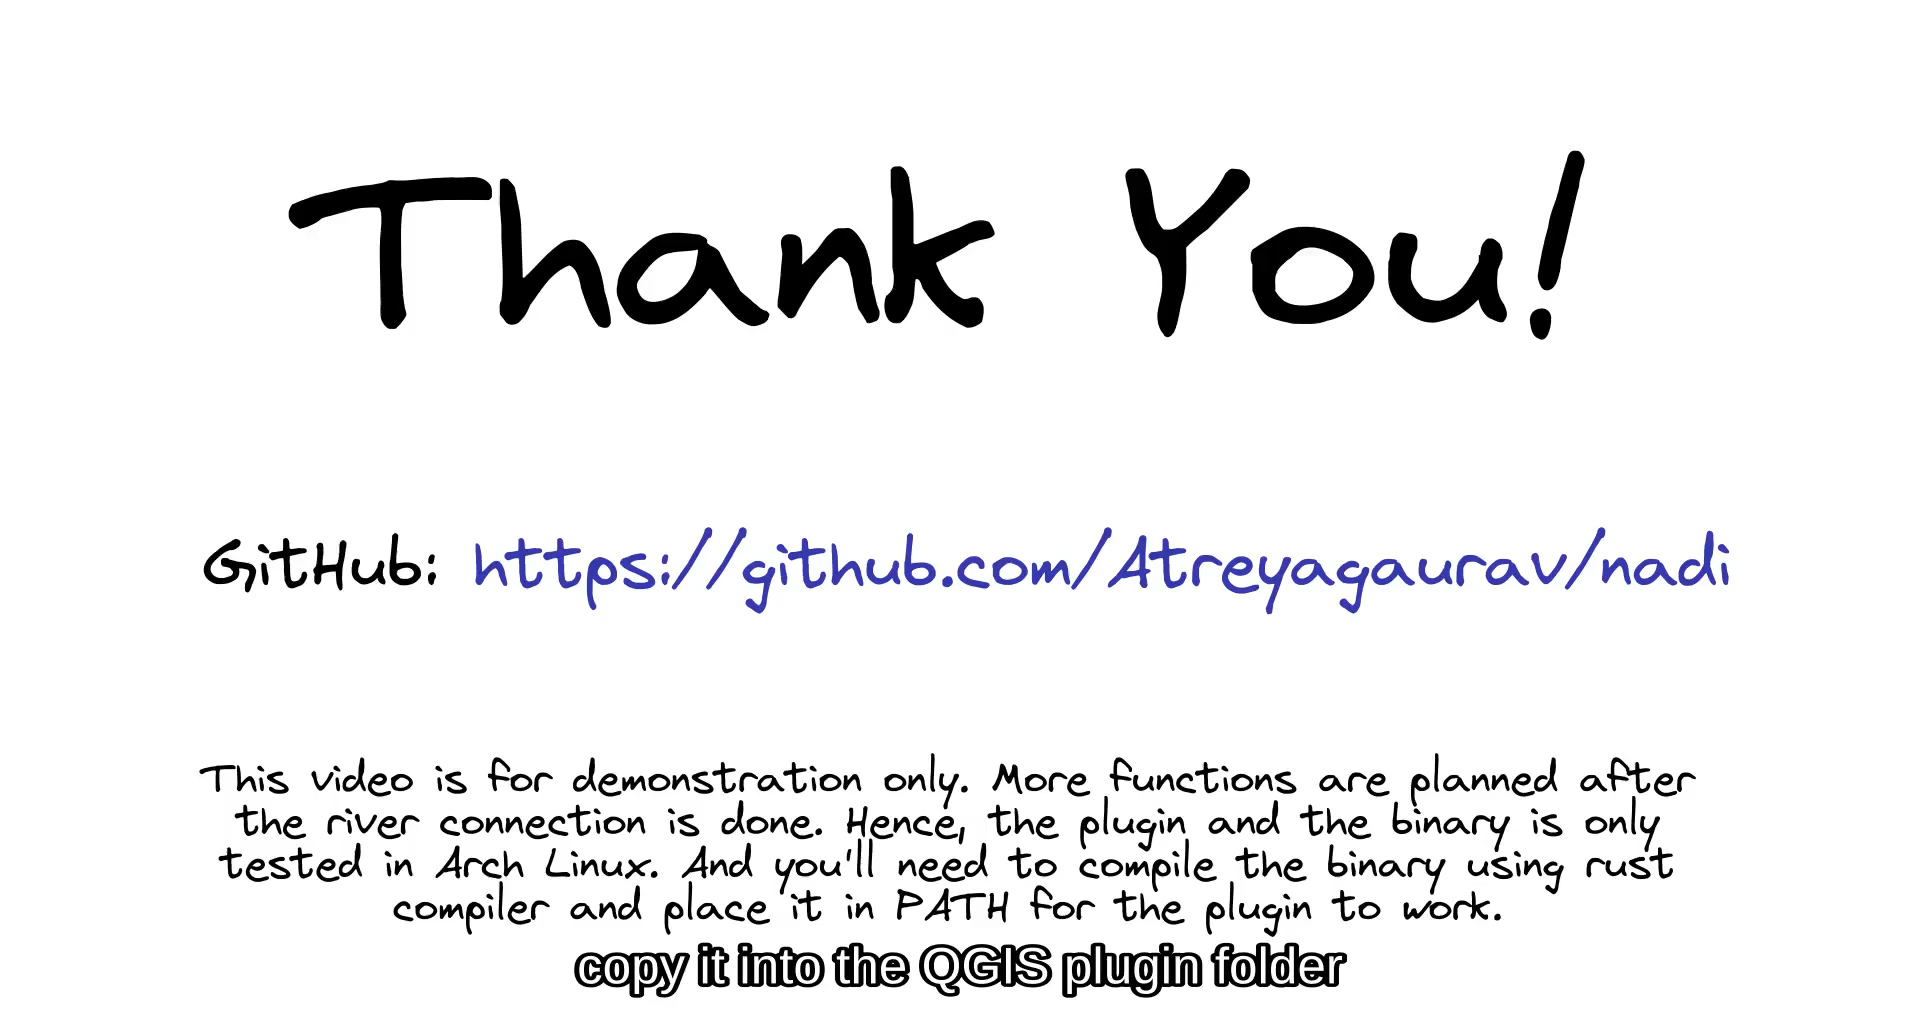 Thank You!
GitHub: https://github.com/Atreyagaurav/nadi
This video is for demonstration only. More functions are planned after
the river connection is done. Hence, the plugin and the binary is only
tested in Arch Linux. And you'll need to compile the binary using rust
compiler and place it in PATH for the plugin to work.
copy it into the QGIS plugin folder